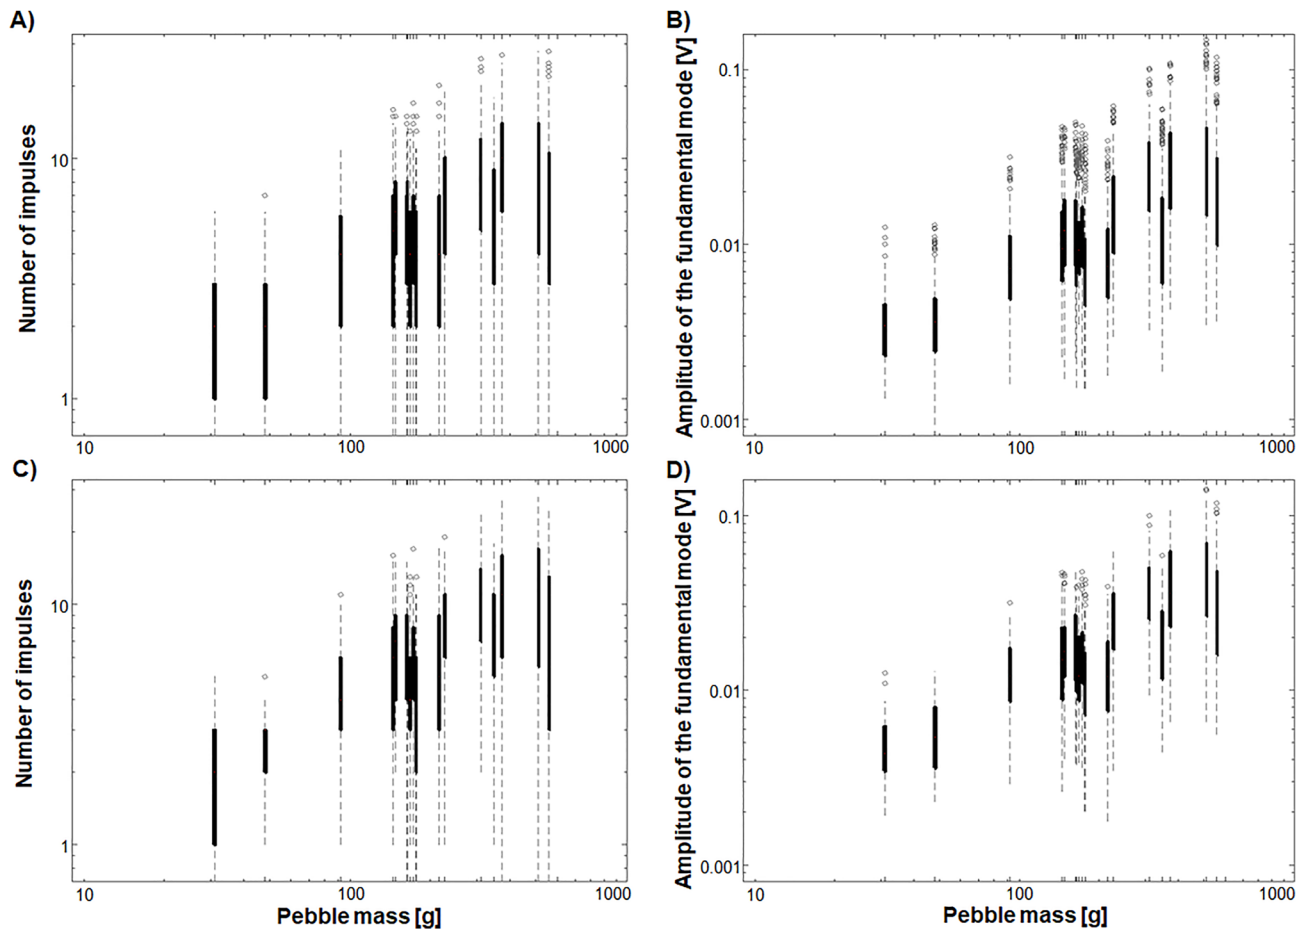 A)
Number of impulses
10
1
10 100 1000
B)
Amplitude of the fundamental mode [V]
0.1
0.01
0.001
10 100 1000
C)
Number of impulses
10
1
10 100 1000
Pebble mass [g]
D)
Amplitude of the fundamental mode [V]
0.1
0.01
0.001
10 100 1000
Pebble mass [g]